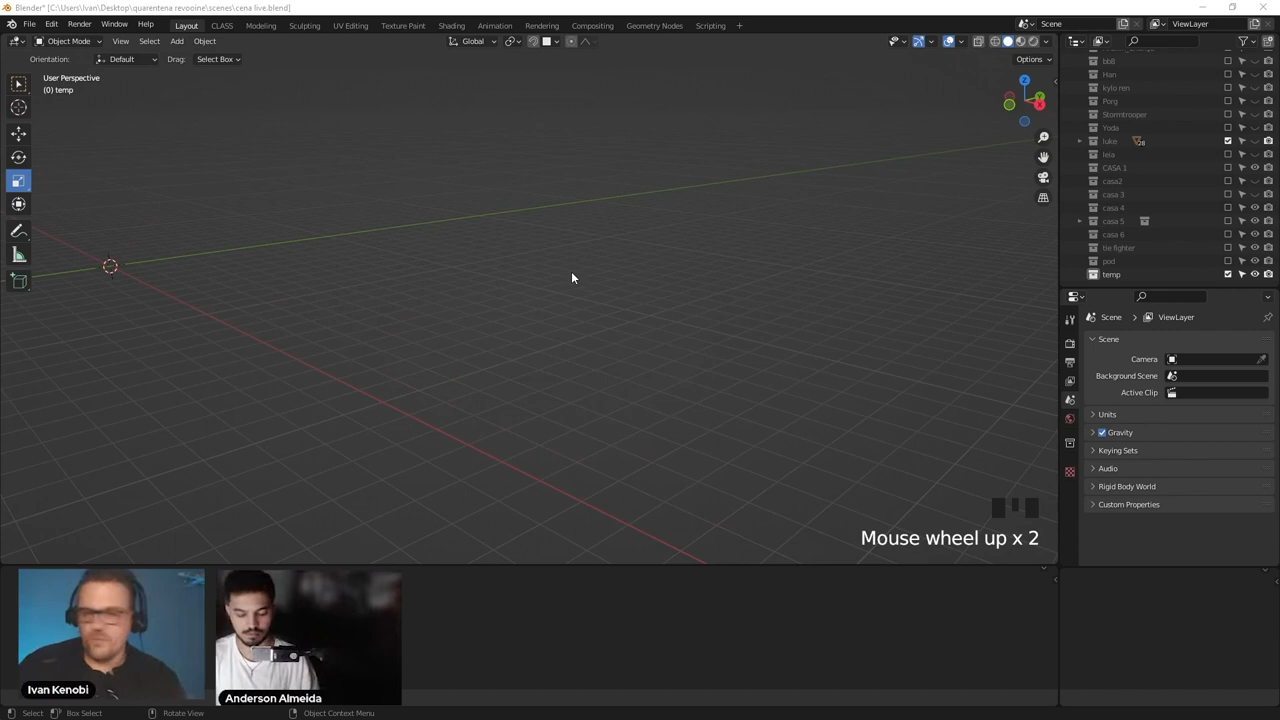 Blender* [C:\Users\Ivan\Desktop\quarentena revooine\scenes\cena live.blend]
File Edit Render Window Help Layout CLASS Modeling Sculpting UV Editing Texture Paint Shading Animation Rendering Compositing Geometry Nodes Scripting + Scene ViewLayer
Object Mode View Select Add Object Global
Orientation: Default Drag: Select Box Options
User Perspective
(0) temp
Z
Y
X
bb8
Han
kylo ren
Porg
Stormtrooper
Yoda
luke 28
leia
CASA 1
casa2
casa 3
casa 4
casa 5
casa 6
tie fighter
pod
temp
Scene ViewLayer
Scene
Camera
Background Scene
Active Clip
Units
Gravity
Keying Sets
Audio
Rigid Body World
Custom Properties
Mouse wheel up x 2
Ivan Kenobi
Anderson Almeida
Select Box Select Rotate View Object Context Menu